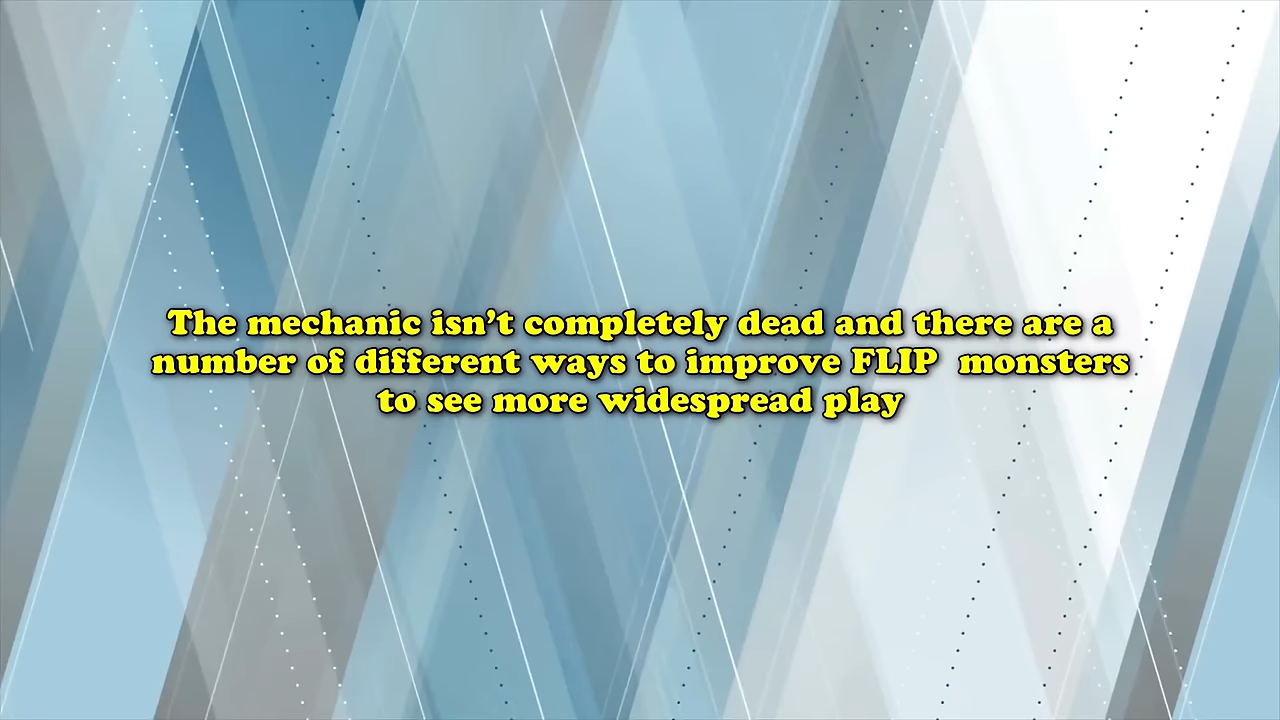 The mechanic isn’t completely dead and there are a
number of different ways to improve FLIP  monsters
to see more widespread play